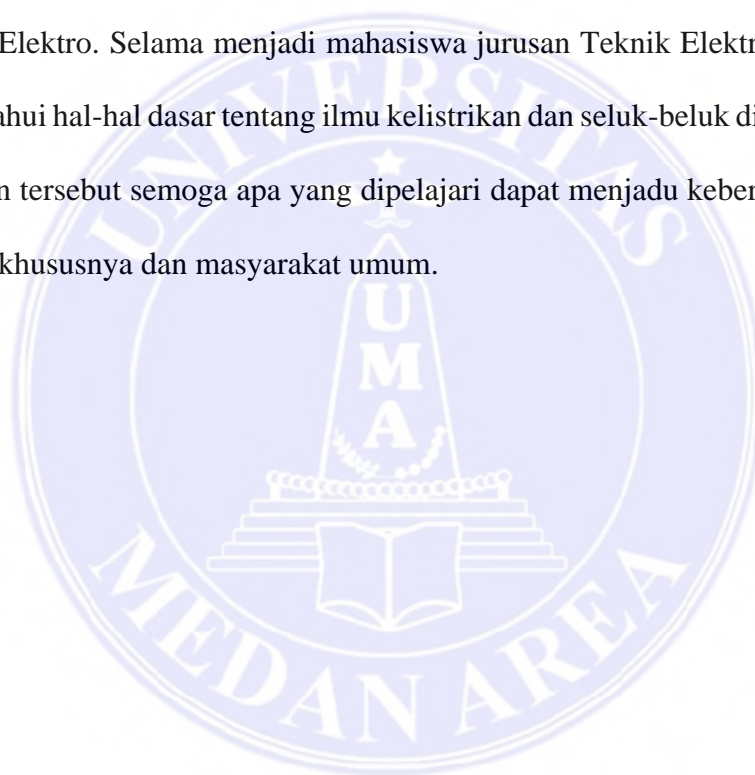 Elektro. Selama menjadi mahasiswa jurusan Teknik Elektr
ahui hal-hal dasar tentang ilmu kelistrikan dan seluk-beluk di
n tersebut semoga apa yang dipelajari dapat menjadu keber
khususnya dan masyarakat umum.
UNIVERSITAS
U
M
A
MEDAN AREA